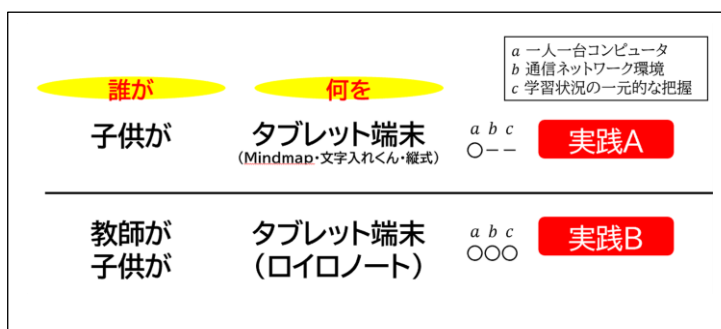 a 一人一台コンピュータ
b 通信ネットワーク環境
c 学習状況の一元的な把握
誰が 何を
子供が タブレット端末 a b c 実践A
(Mindmap・文字入れくん・縦式) ○−−
教師が タブレット端末 a b c 実践B
子供が (ロイロノート) ○○○